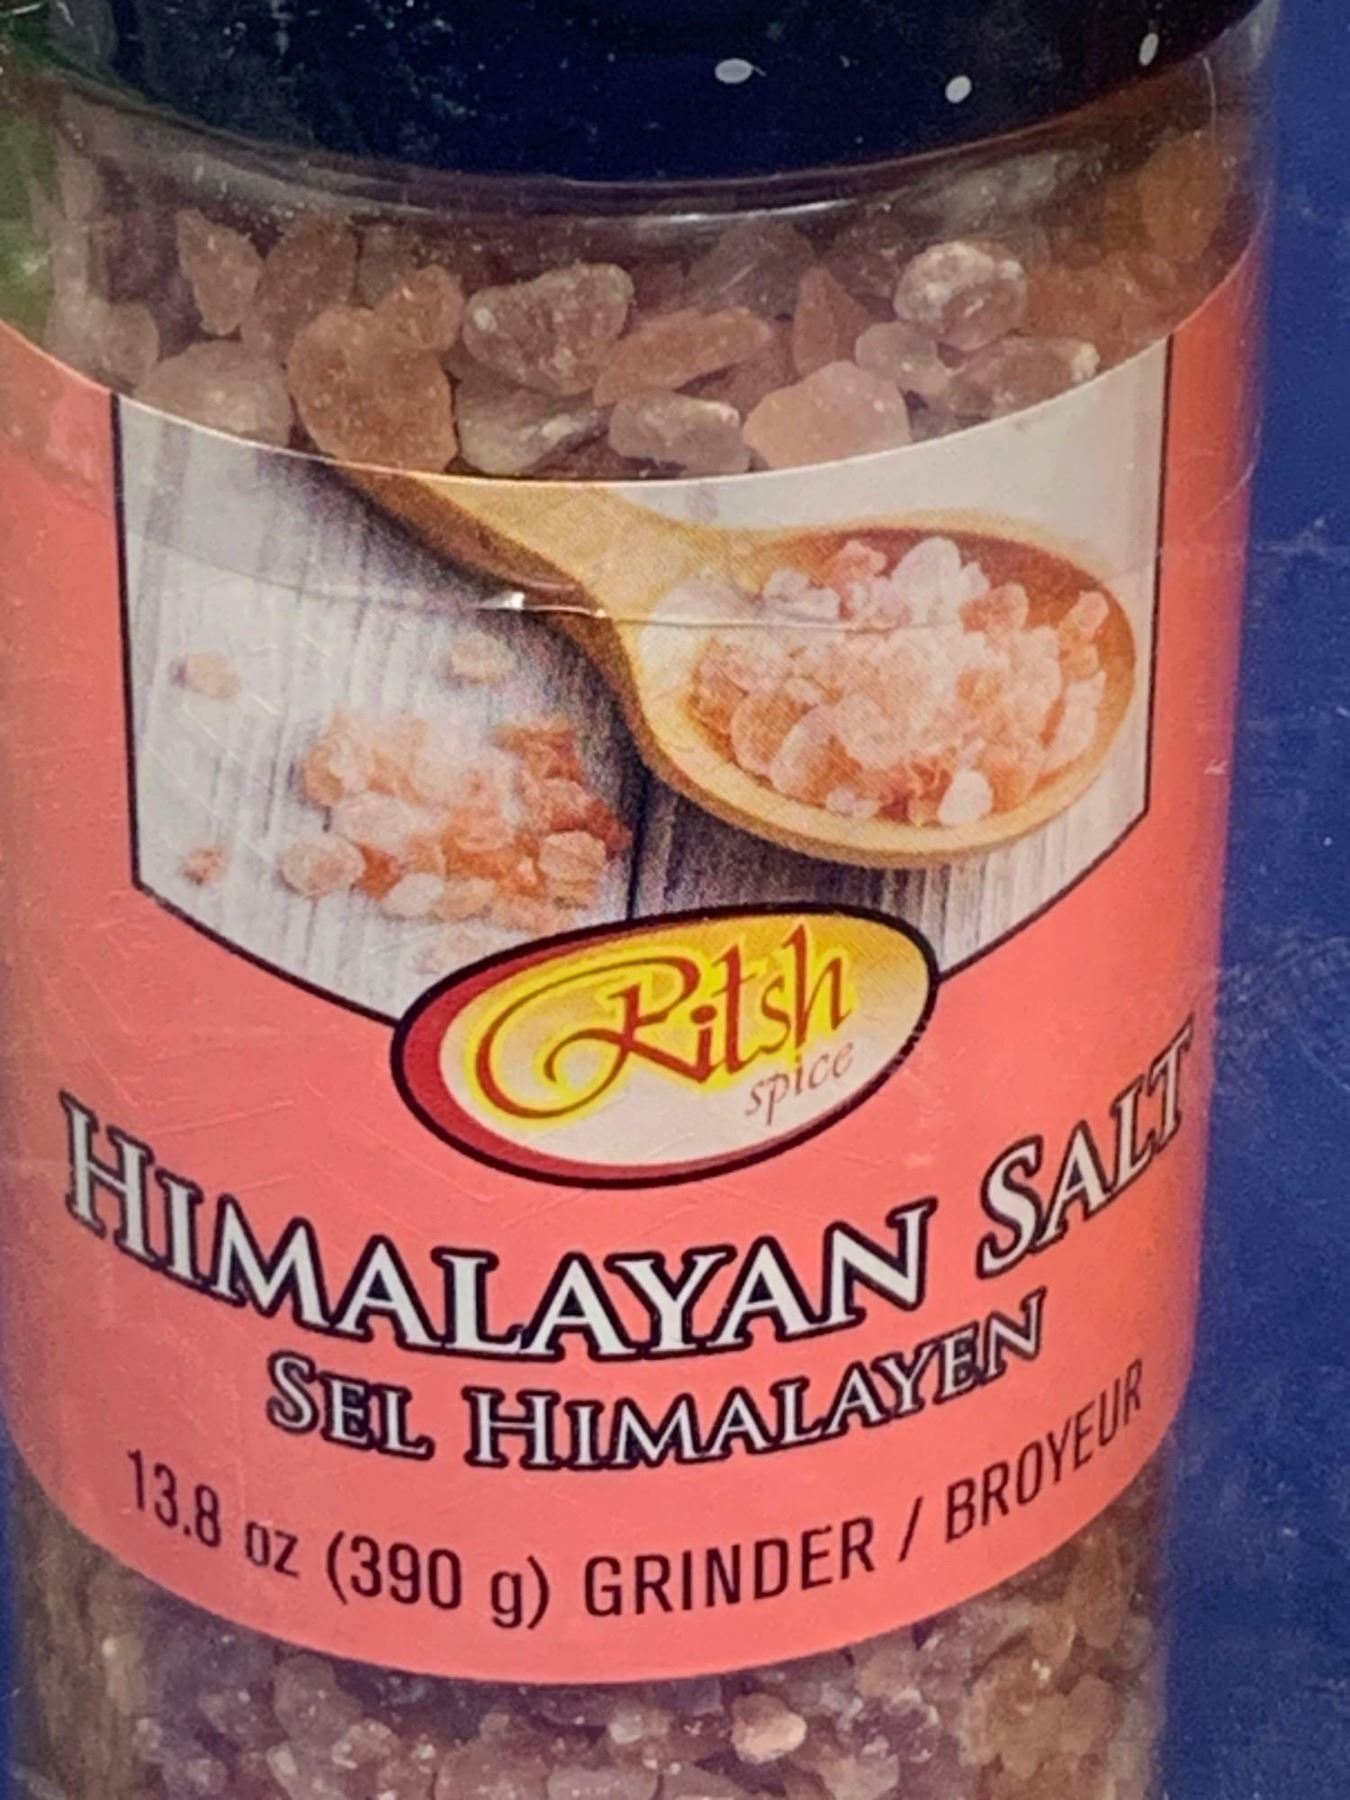 Ritsh
spice
HIMALAYAN SALT
SEL HIMALAYEN
13.8 oz (390 g) GRINDER / BROYEUR